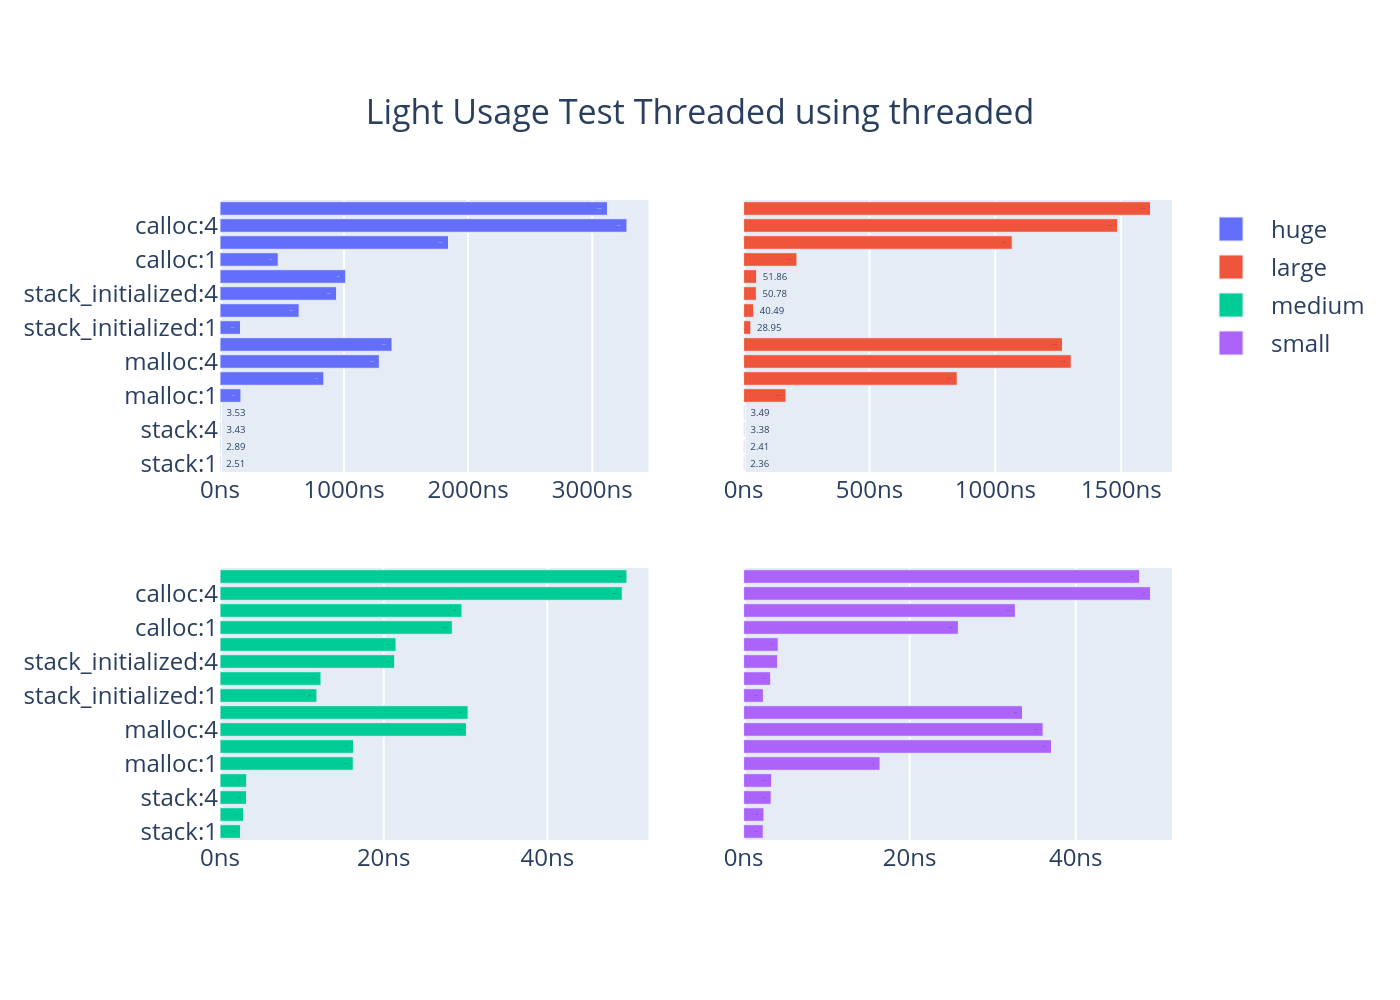 Light Usage Test Threaded using threaded
calloc:4
calloc:1
stack_initialized:4
stack_initialized:1
malloc:4
malloc:1
stack:4
stack:1
3.53
3.43
2.89
2.51
0ns 1000ns 2000ns 3000ns
51.86
50.78
40.49
28.95
3.49
3.38
2.41
2.36
0ns 500ns 1000ns 1500ns
huge
large
medium
small
calloc:4
calloc:1
stack_initialized:4
stack_initialized:1
malloc:4
malloc:1
stack:4
stack:1
0ns 20ns 40ns
0ns 20ns 40ns